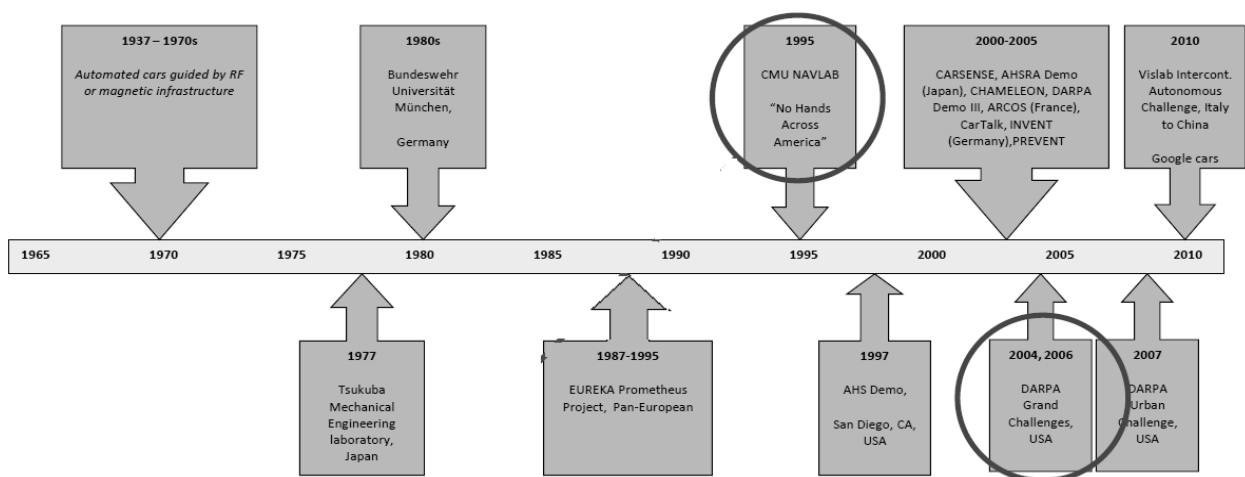 1937 – 1970s
Automated cars guided by RF
or magnetic infrastructure
1980s
Bundeswehr
Universität
München,
Germany
1995
CMU NAVLAB
“No Hands
Across
America”
2000-2005
CARSENSE, AHSRA Demo
(Japan), CHAMELEON, DARPA
Demo III, ARCOS (France),
CarTalk, INVENT
(Germany),PREVENT
2010
Vislab Intercont.
Autonomous
Challenge, Italy
to China
Google cars
1965 1970 1975 1980 1985 1990 1995 2000 2005 2010
1977
Tsukuba
Mechanical
Engineering
laboratory,
Japan
1987-1995
EUREKA Prometheus
Project, Pan-European
1997
AHS Demo,
San Diego, CA,
USA
2004, 2006
DARPA
Grand
Challenges,
USA
2007
DARPA
Urban
Challenge,
USA